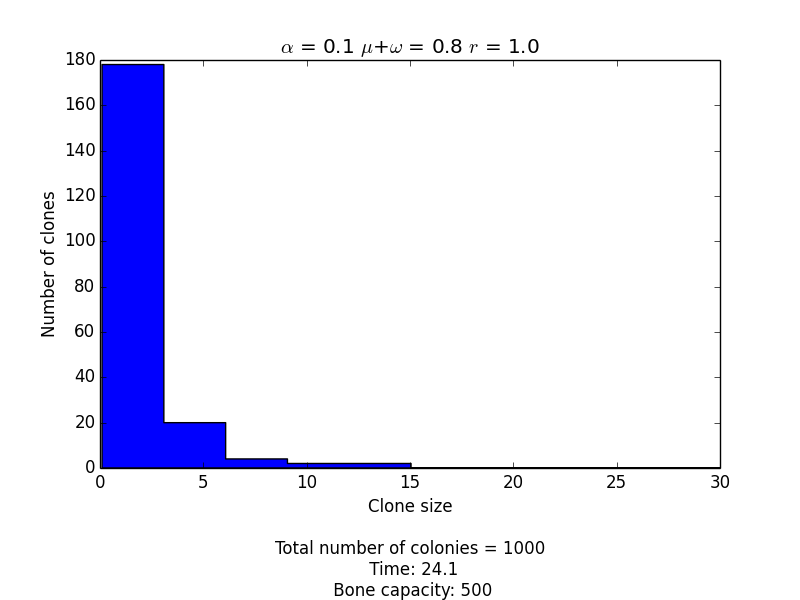 α = 0.1 μ+ω = 0.8 r = 1.0
180
160
140
120
100
80
60
40
20
0
Number of clones
0 5 10 15 20 25 30
Clone size
Total number of colonies = 1000
Time: 24.1
Bone capacity: 500